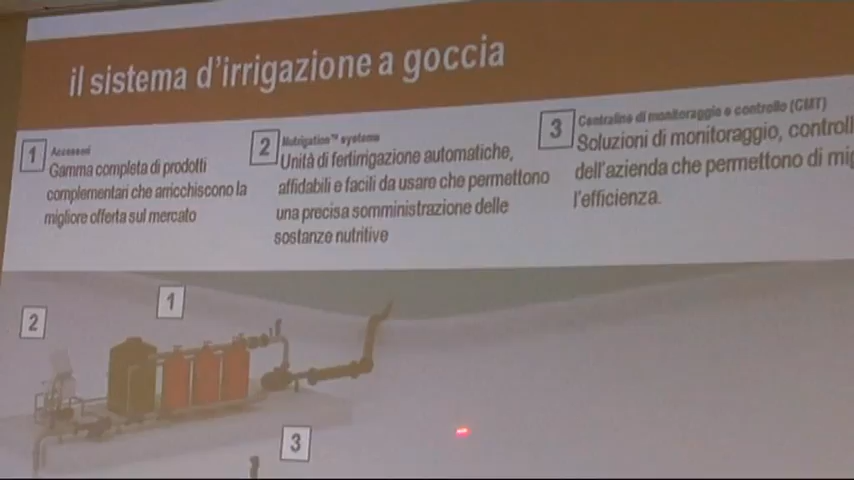 il sistema d'irrigazione a goccia
1
Accessori
Gamma completa di prodotti
complementari che arricchiscono la
migliore offerta sul mercato
2
Nutrigation™ systems
Unità di fertirrigazione automatiche,
affidabili e facili da usare che permettono
una precisa somministrazione delle
sostanze nutritive
3
Centraline di monitoraggio e controllo (CMT)
Soluzioni di monitoraggio, controll
dell'azienda che permettono di mig
l'efficienza.
1
2
3